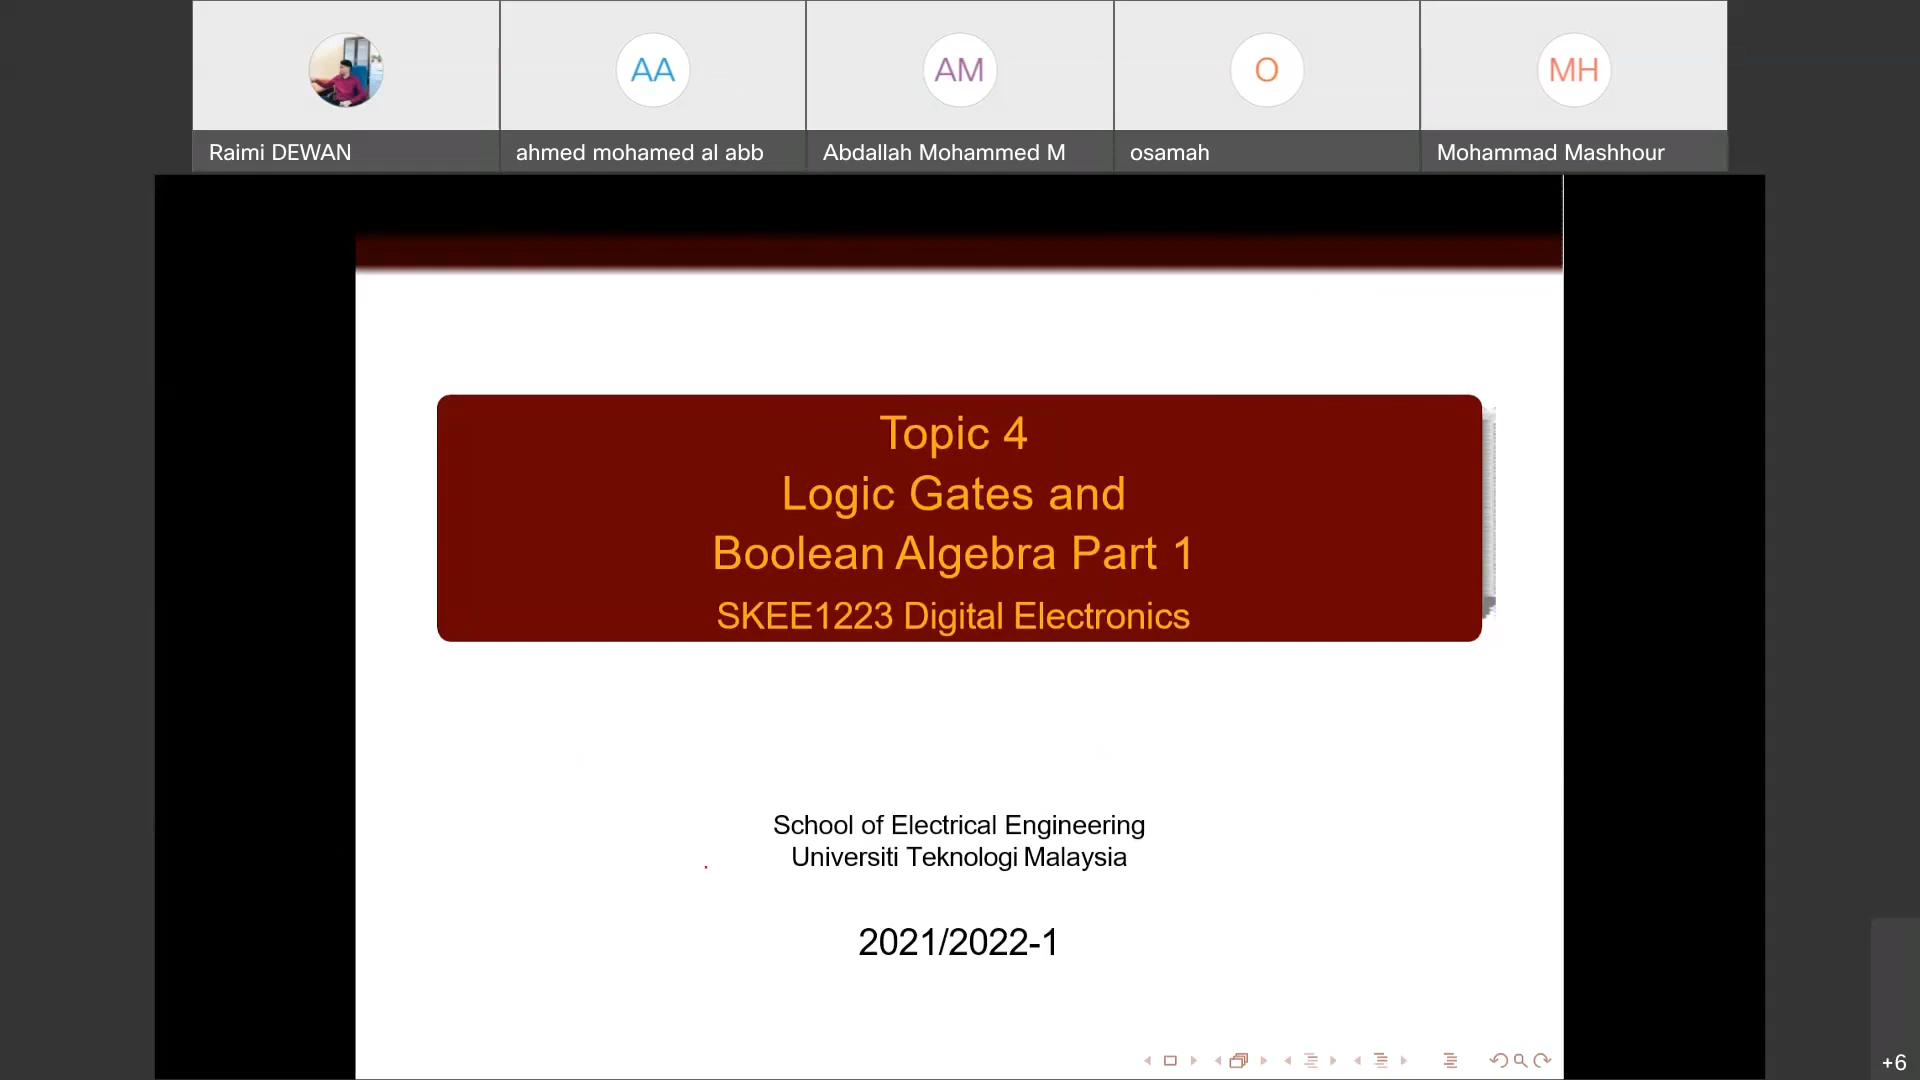 AA
AM
O
MH
Raimi DEWAN
ahmed mohamed al abb
Abdallah Mohammed M
osamah
Mohammad Mashhour
Topic 4
Logic Gates and
Boolean Algebra Part 1
SKEE1223 Digital Electronics
School of Electrical Engineering
Universiti Teknologi Malaysia
2021/2022-1
+6